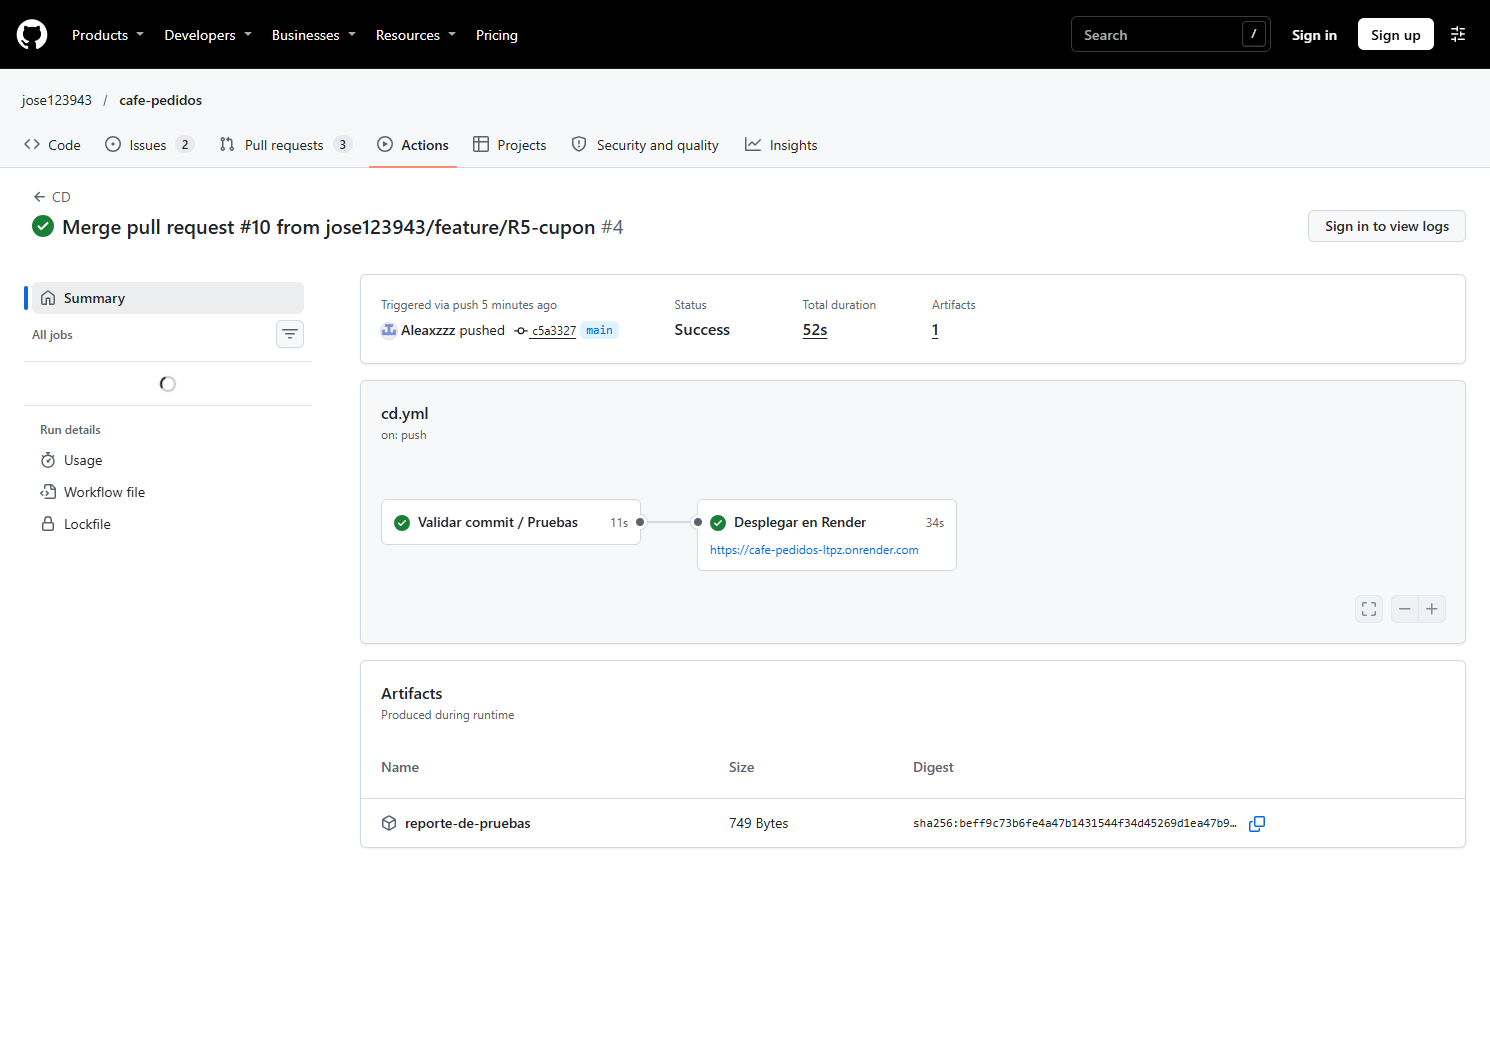 Products Developers Businesses Resources Pricing Search / Sign in Sign up
jose123943 / cafe-pedidos
Code Issues 2 Pull requests 3 Actions Projects Security and quality Insights
CD
Merge pull request #10 from jose123943/feature/R5-cupon #4
Sign in to view logs
Summary
All jobs
Run details
Usage
Workflow file
Lockfile
Triggered via push 5 minutes ago
Aleaxzzz pushed c5a3327 main
Status
Success
Total duration
52s
Artifacts
1
cd.yml
on: push
Validar commit / Pruebas 11s
Desplegar en Render 34s
https://cafe-pedidos-ltpz.onrender.com
Artifacts
Produced during runtime
Name Size Digest
reporte-de-pruebas 749 Bytes sha256:beff9c73b6fe4a47b1431544f34d45269d1ea47b9…